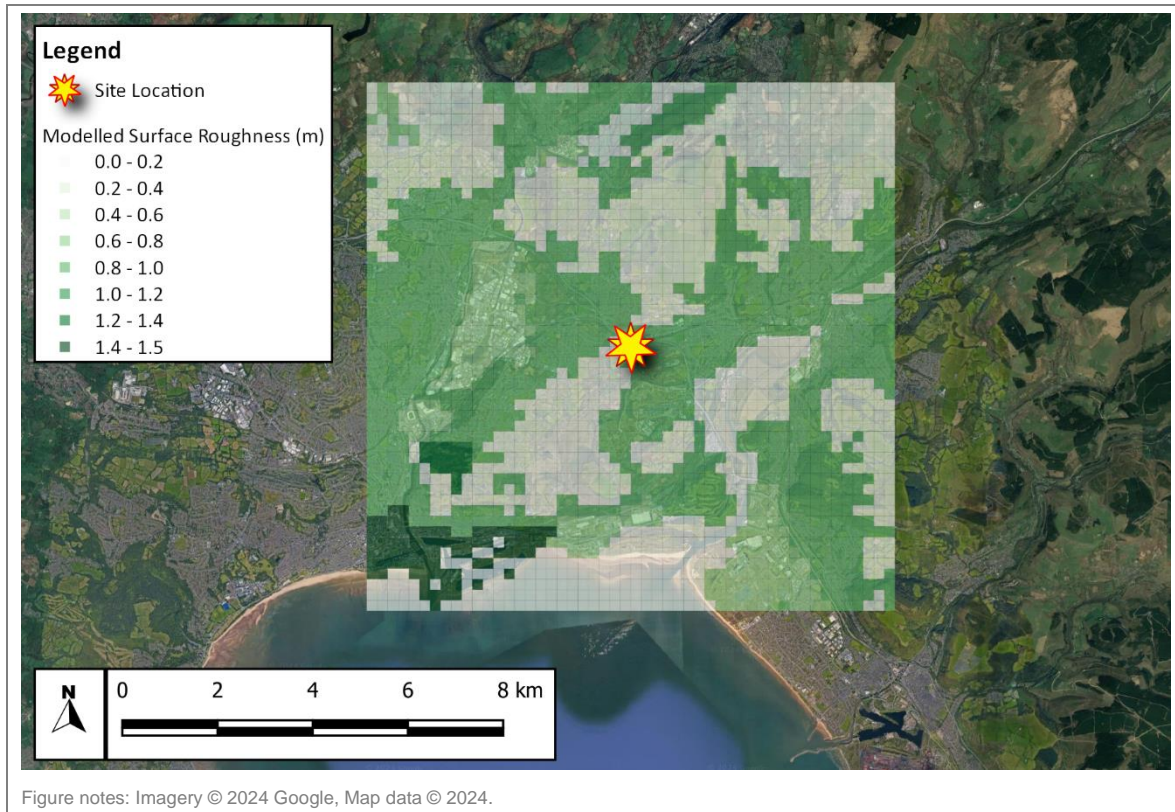 Legend
Site Location
Modelled Surface Roughness (m)
0.0 - 0.2
0.2 - 0.4
0.4 - 0.6
0.6 - 0.8
0.8 - 1.0
1.0 - 1.2
1.2 - 1.4
1.4 - 1.5
N
0 2 4 6 8 km
Figure notes: Imagery © 2024 Google, Map data © 2024.